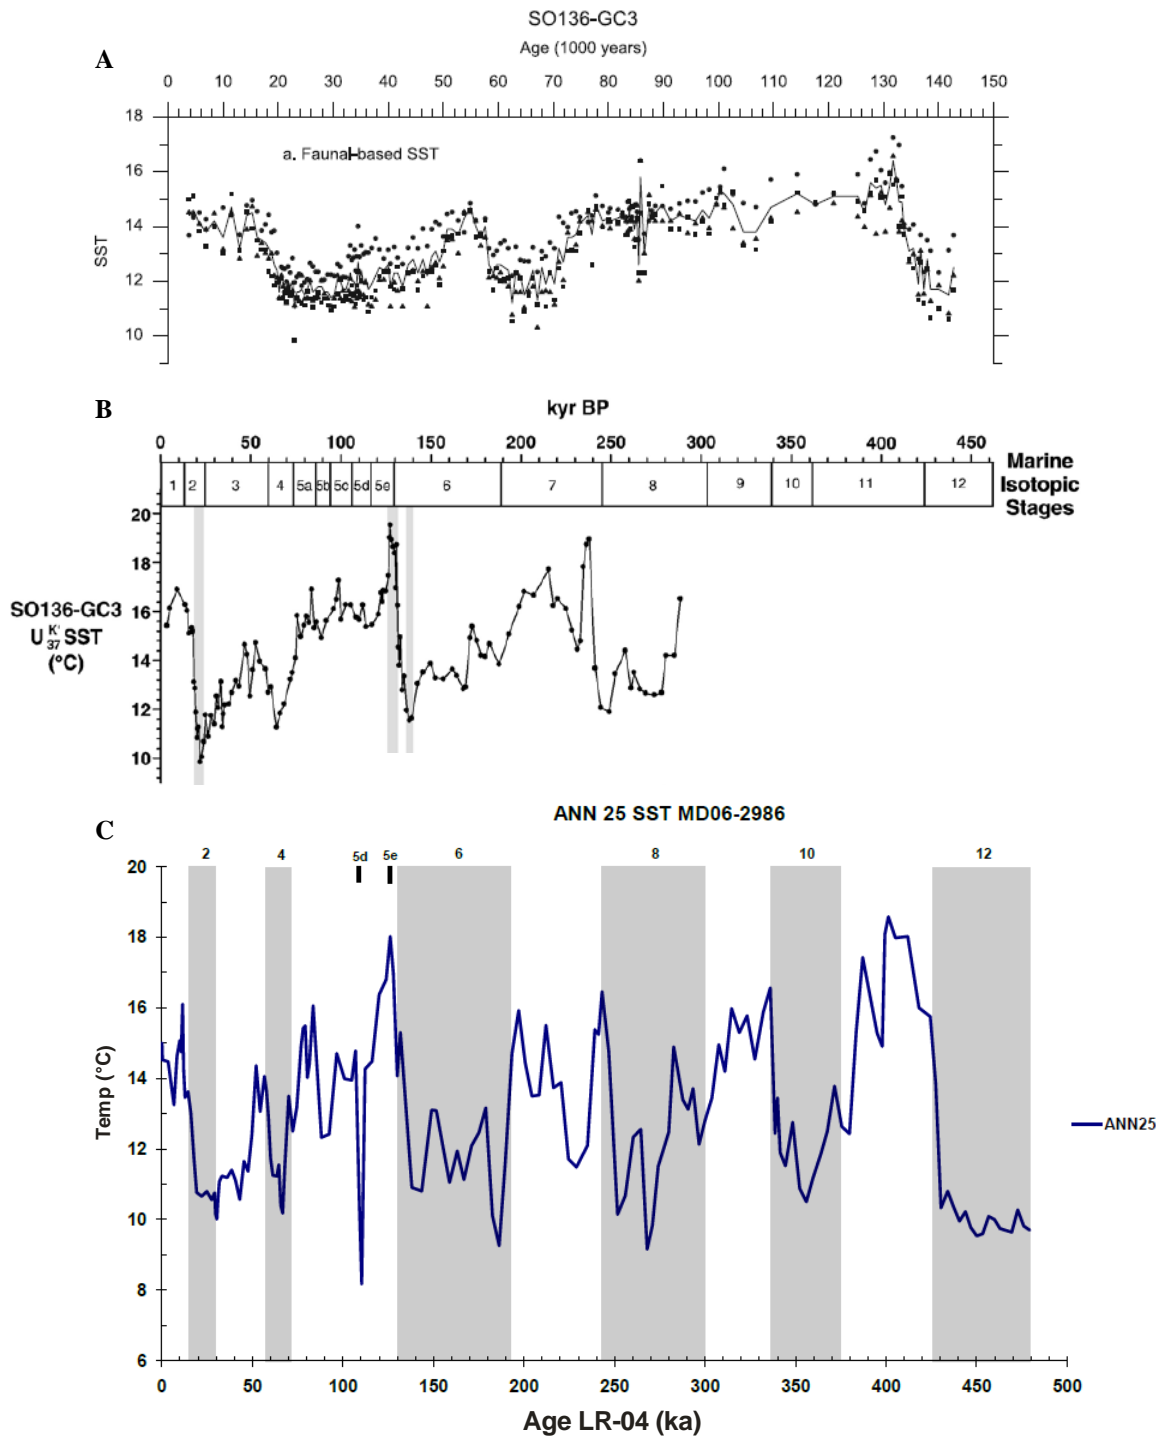 SO136-GC3
Age (1000 years)
A
0 10 20 30 40 50 60 70 80 90 100 110 120 130 140 150
18
a. Faunal-based SST
16
14
SST
12
10
B
kyr BP
0 50 100 150 200 250 300 350 400 450
Marine
Isotopic
Stages
1 2 3 4 5a 5b 5c 5d 5e 6 7 8 9 10 11 12
20
18
16
SO136-GC3
U K' 37 SST
(°C)
14
12
10
C
ANN 25 SST MD06-2986
2 4 5d 5e 6 8 10 12
20
18
16
14
Temp (°C)
ANN25
12
10
8
6
0 50 100 150 200 250 300 350 400 450 500
Age LR-04 (ka)